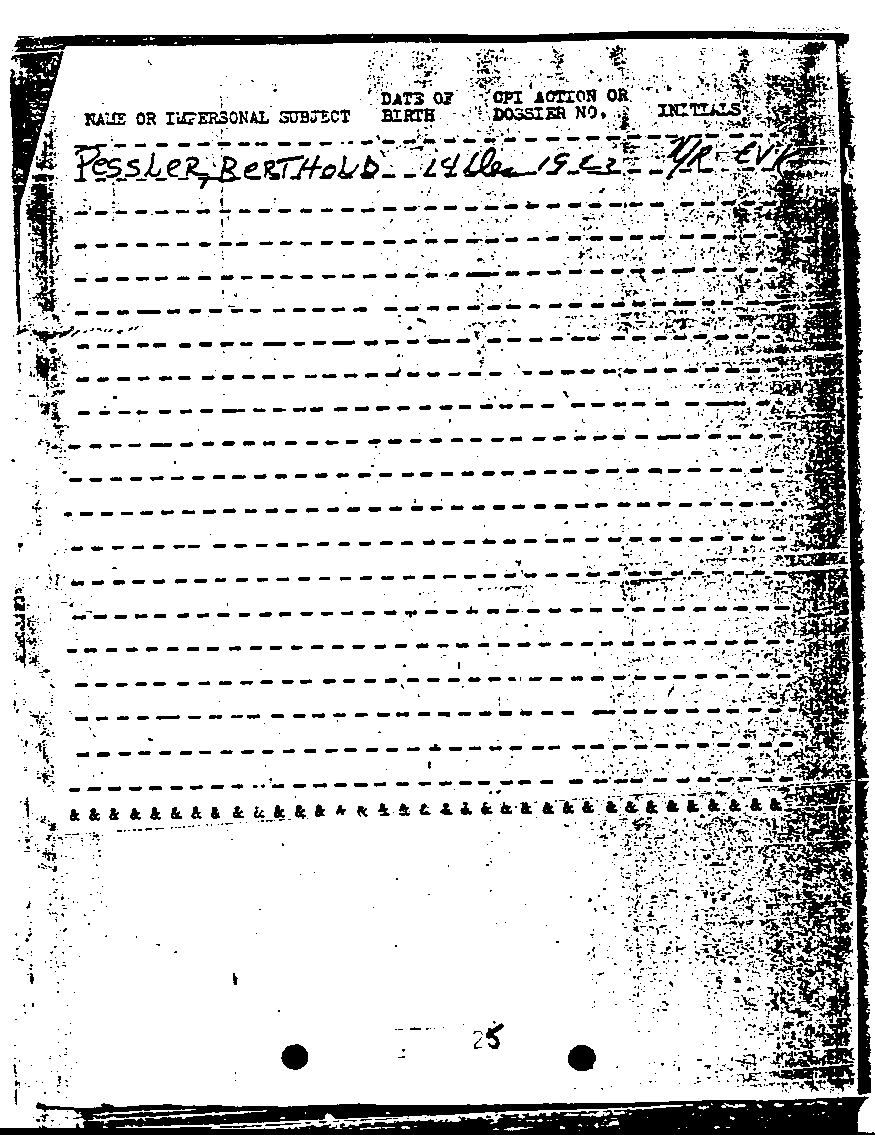 NAME OR IMPERSONAL SUBJECT DATE OF BIRTH CPI ACTION OR DOSSIER NO. INITIALS
PESSLER, BERTHOLD 14 Dec N/R EVK
& & & & & & & & & & & & & & & & & & & & & & & & & & & & & & & & & & &
25